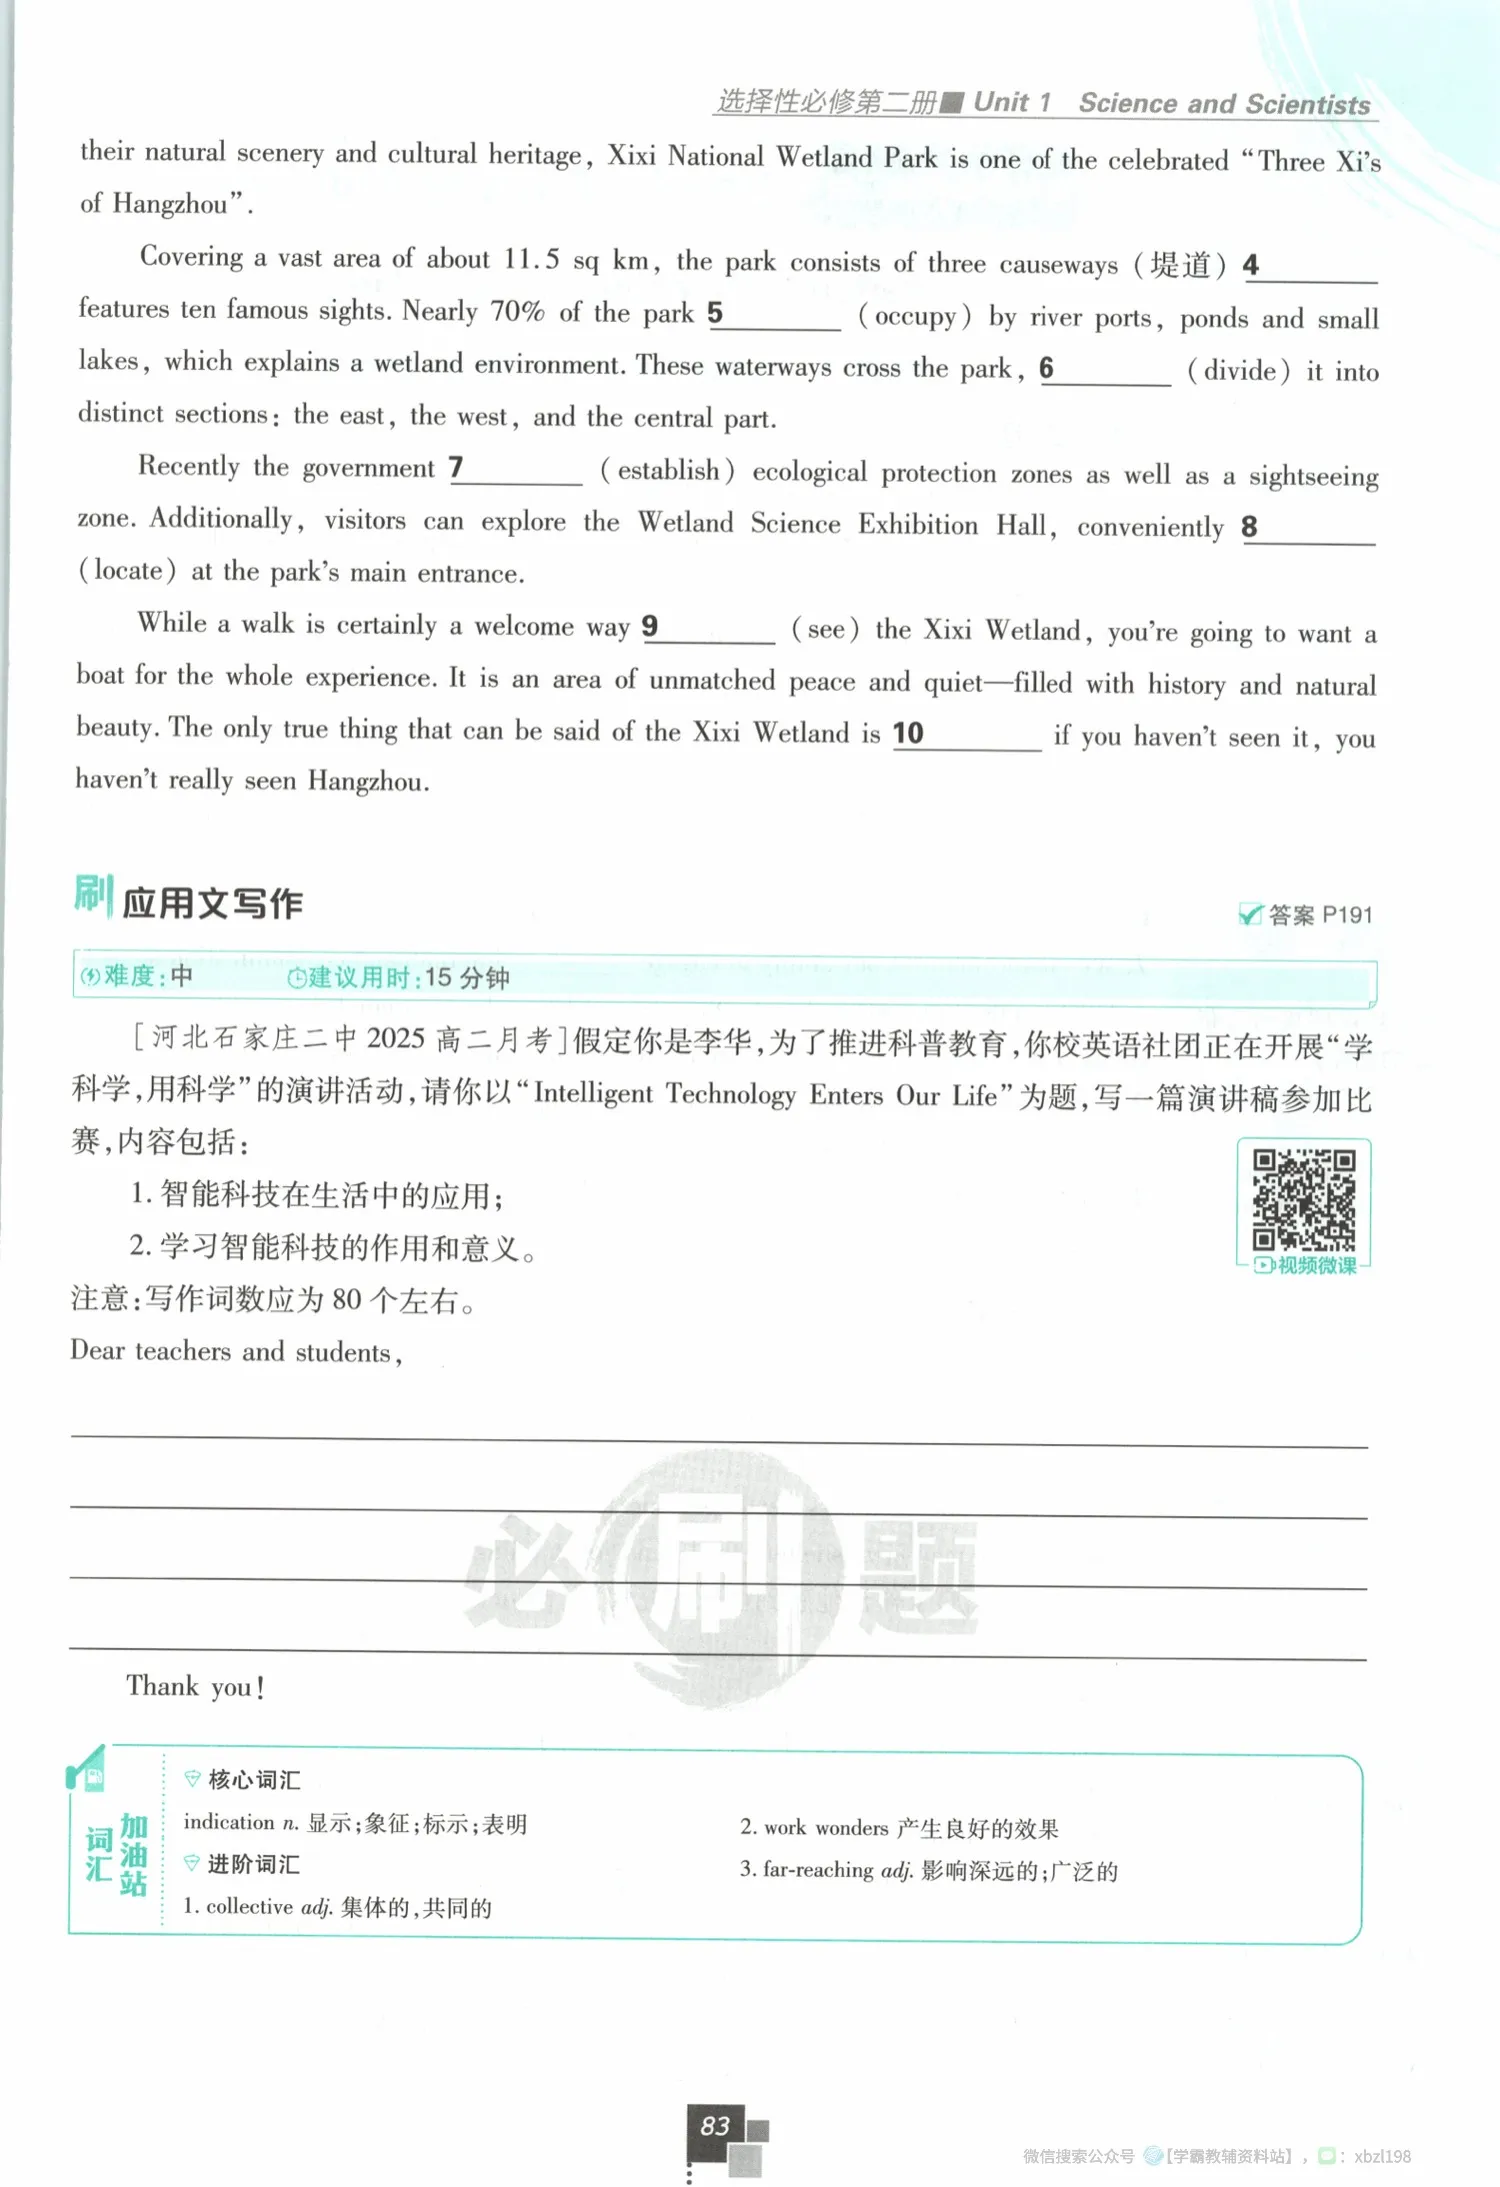 选择性必修第二册■ Unit 1 Science and Scientists
their natural scenery and cultural heritage, Xixi National Wetland Park is one of the celebrated “Three Xi’s
of Hangzhou”.
Covering a vast area of about 11.5 sq km, the park consists of three causeways (堤道) 4________
features ten famous sights. Nearly 70% of the park 5________ (occupy) by river ports, ponds and small
lakes, which explains a wetland environment. These waterways cross the park, 6________ (divide) it into
distinct sections: the east, the west, and the central part.
Recently the government 7________ (establish) ecological protection zones as well as a sightseeing
zone. Additionally, visitors can explore the Wetland Science Exhibition Hall, conveniently 8________
(locate) at the park’s main entrance.
While a walk is certainly a welcome way 9________ (see) the Xixi Wetland, you’re going to want a
boat for the whole experience. It is an area of unmatched peace and quiet—filled with history and natural
beauty. The only true thing that can be said of the Xixi Wetland is 10________ if you haven’t seen it, you
haven’t really seen Hangzhou.
刷 应用文写作
答案 P191
难度:中 建议用时:15 分钟
[河北石家庄二中 2025 高二月考]假定你是李华,为了推进科普教育,你校英语社团正在开展“学
科学,用科学”的演讲活动,请你以“Intelligent Technology Enters Our Life”为题,写一篇演讲稿参加比
赛,内容包括:
1. 智能科技在生活中的应用;
2. 学习智能科技的作用和意义。
视频微课
注意:写作词数应为 80 个左右。
Dear teachers and students,
必刷题
Thank you!
词汇加油站
核心词汇
indication n. 显示;象征;标示;表明
进阶词汇
1. collective adj. 集体的,共同的
2. work wonders 产生良好的效果
3. far-reaching adj. 影响深远的;广泛的
83
微信搜索公众号【学霸教辅资料站】, : xbzl198